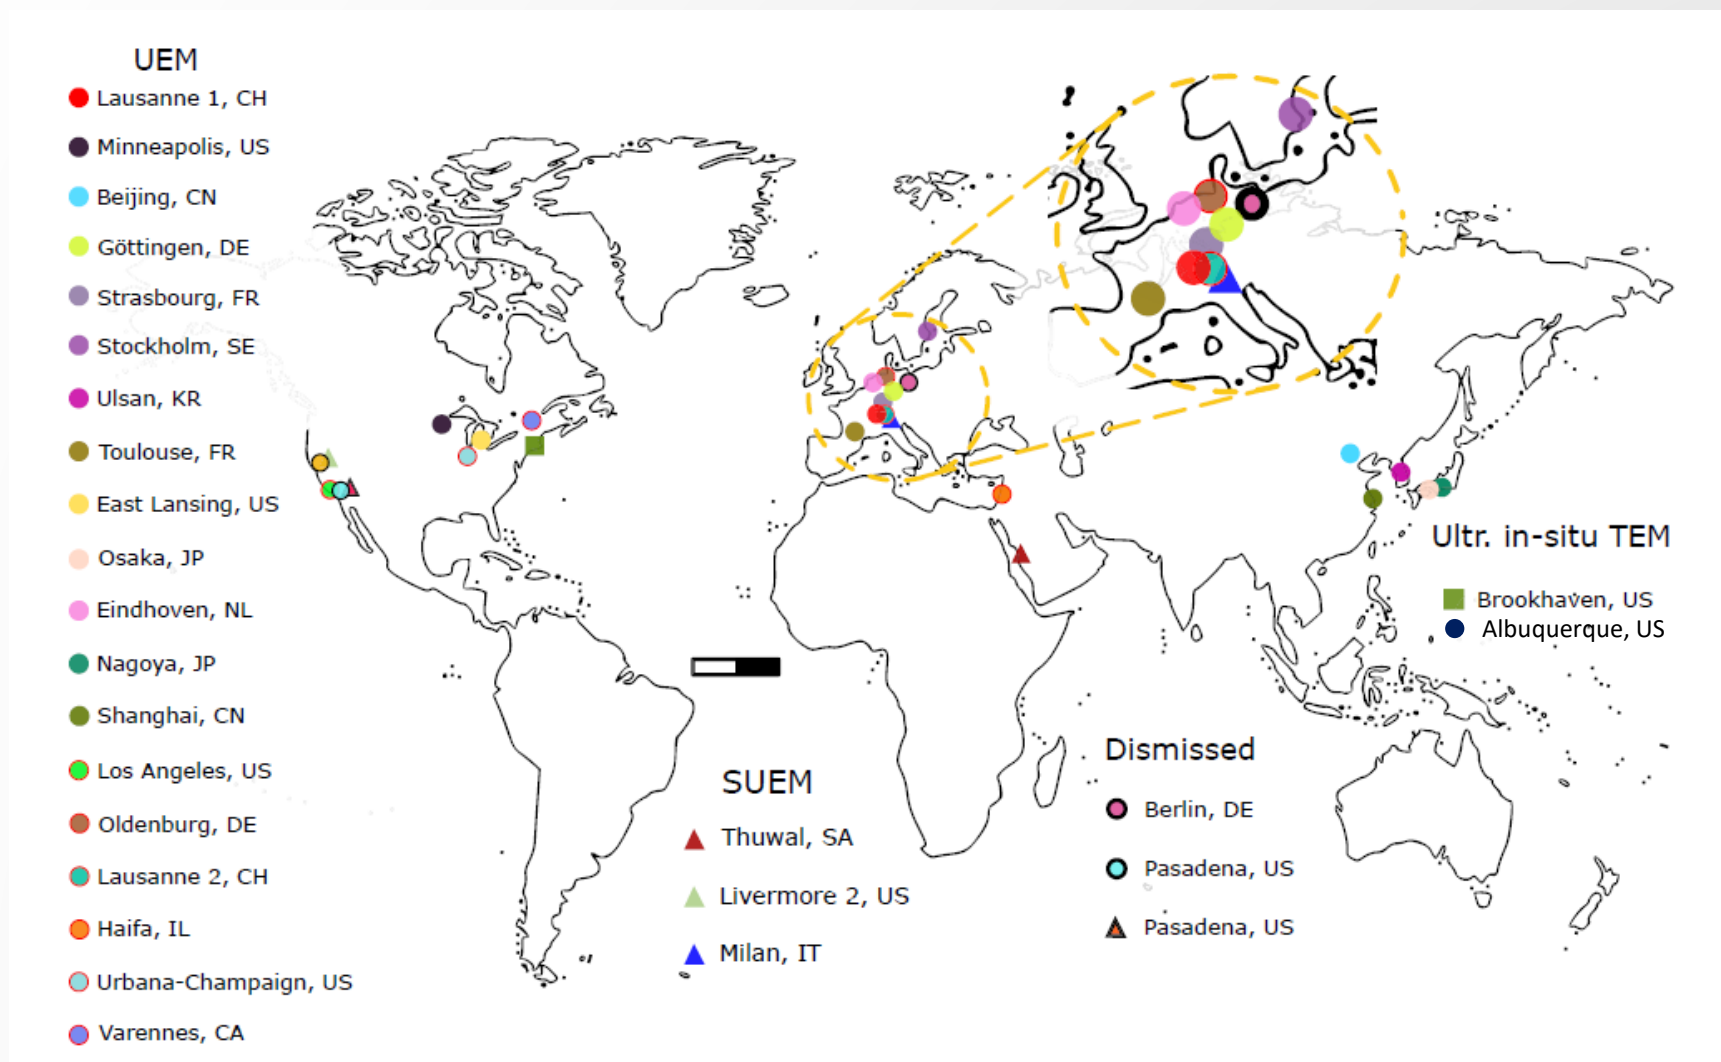 UEM
Lausanne 1, CH
Minneapolis, US
Beijing, CN
Göttingen, DE
Strasbourg, FR
Stockholm, SE
Ulsan, KR
Toulouse, FR
East Lansing, US
Osaka, JP
Eindhoven, NL
Nagoya, JP
Shanghai, CN
Los Angeles, US
Oldenburg, DE
Lausanne 2, CH
Haifa, IL
Urbana-Champaign, US
Varennes, CA
SUEM
Thuwal, SA
Livermore 2, US
Milan, IT
Dismissed
Berlin, DE
Pasadena, US
Pasadena, US
Ultr. in-situ TEM
Brookhaven, US
Albuquerque, US